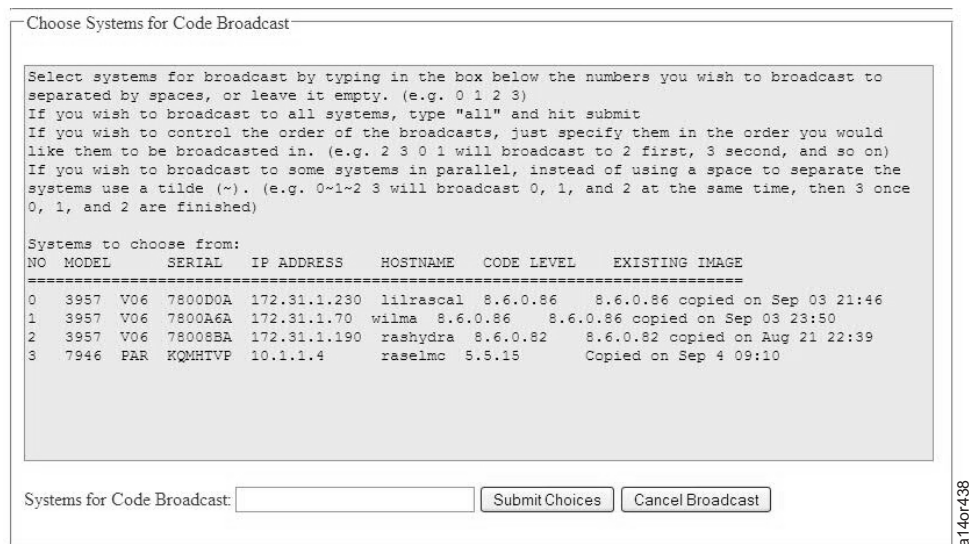 Choose Systems for Code Broadcast
Select systems for broadcast by typing in the box below the numbers you wish to broadcast to
separated by spaces, or leave it empty. (e.g. 0 1 2 3)
If you wish to broadcast to all systems, type "all" and hit submit
If you wish to control the order of the broadcasts, just specify them in the order you would
like them to be broadcasted in. (e.g. 2 3 0 1 will broadcast to 2 first, 3 second, and so on)
If you wish to broadcast to some systems in parallel, instead of using a space to separate the
systems use a tilde (~). (e.g. 0~1~2 3 will broadcast 0, 1, and 2 at the same time, then 3 once
0, 1, and 2 are finished)
Systems to choose from:
NO MODEL SERIAL IP ADDRESS HOSTNAME CODE LEVEL EXISTING IMAGE
================================================================================
0 3957 V06 7800D0A 172.31.1.230 lilrascal 8.6.0.86 8.6.0.86 copied on Sep 03 21:46
1 3957 V06 7800A6A 172.31.1.70 wilma 8.6.0.86 8.6.0.86 copied on Sep 03 23:50
2 3957 V06 78008BA 172.31.1.190 rashydra 8.6.0.82 8.6.0.82 copied on Aug 21 22:39
3 7946 PAR KQMHTVP 10.1.1.4 raselmc 5.5.15 Copied on Sep 4 09:10
Systems for Code Broadcast: Submit Choices Cancel Broadcast
a14or438